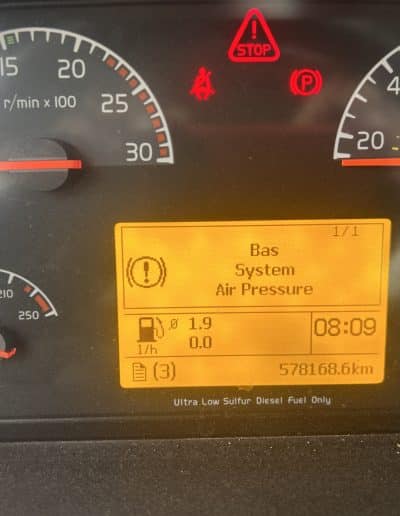 STOP
P
15
20
25
30
r/min x 100
4
20
1/1
Bas
System
Air Pressure
ø 1.9
l/h 0.0
08:09
(3)
578168.6km
210
250
Ultra Low Sulfur Diesel Fuel Only